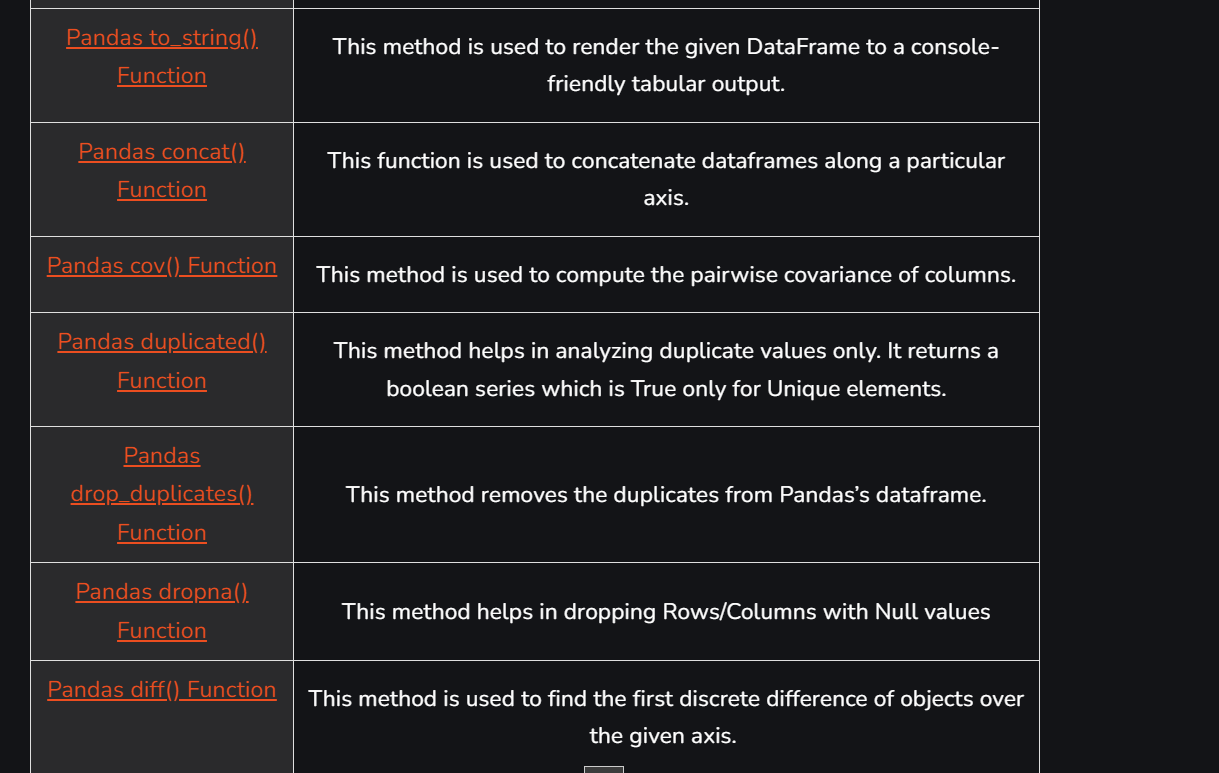 Pandas to_string()
Function
This method is used to render the given DataFrame to a console-
friendly tabular output.
Pandas concat()
Function
This function is used to concatenate dataframes along a particular
axis.
Pandas cov() Function
This method is used to compute the pairwise covariance of columns.
Pandas duplicated()
Function
This method helps in analyzing duplicate values only. It returns a
boolean series which is True only for Unique elements.
Pandas
drop_duplicates()
Function
This method removes the duplicates from Pandas’s dataframe.
Pandas dropna()
Function
This method helps in dropping Rows/Columns with Null values
Pandas diff() Function
This method is used to find the first discrete difference of objects over
the given axis.